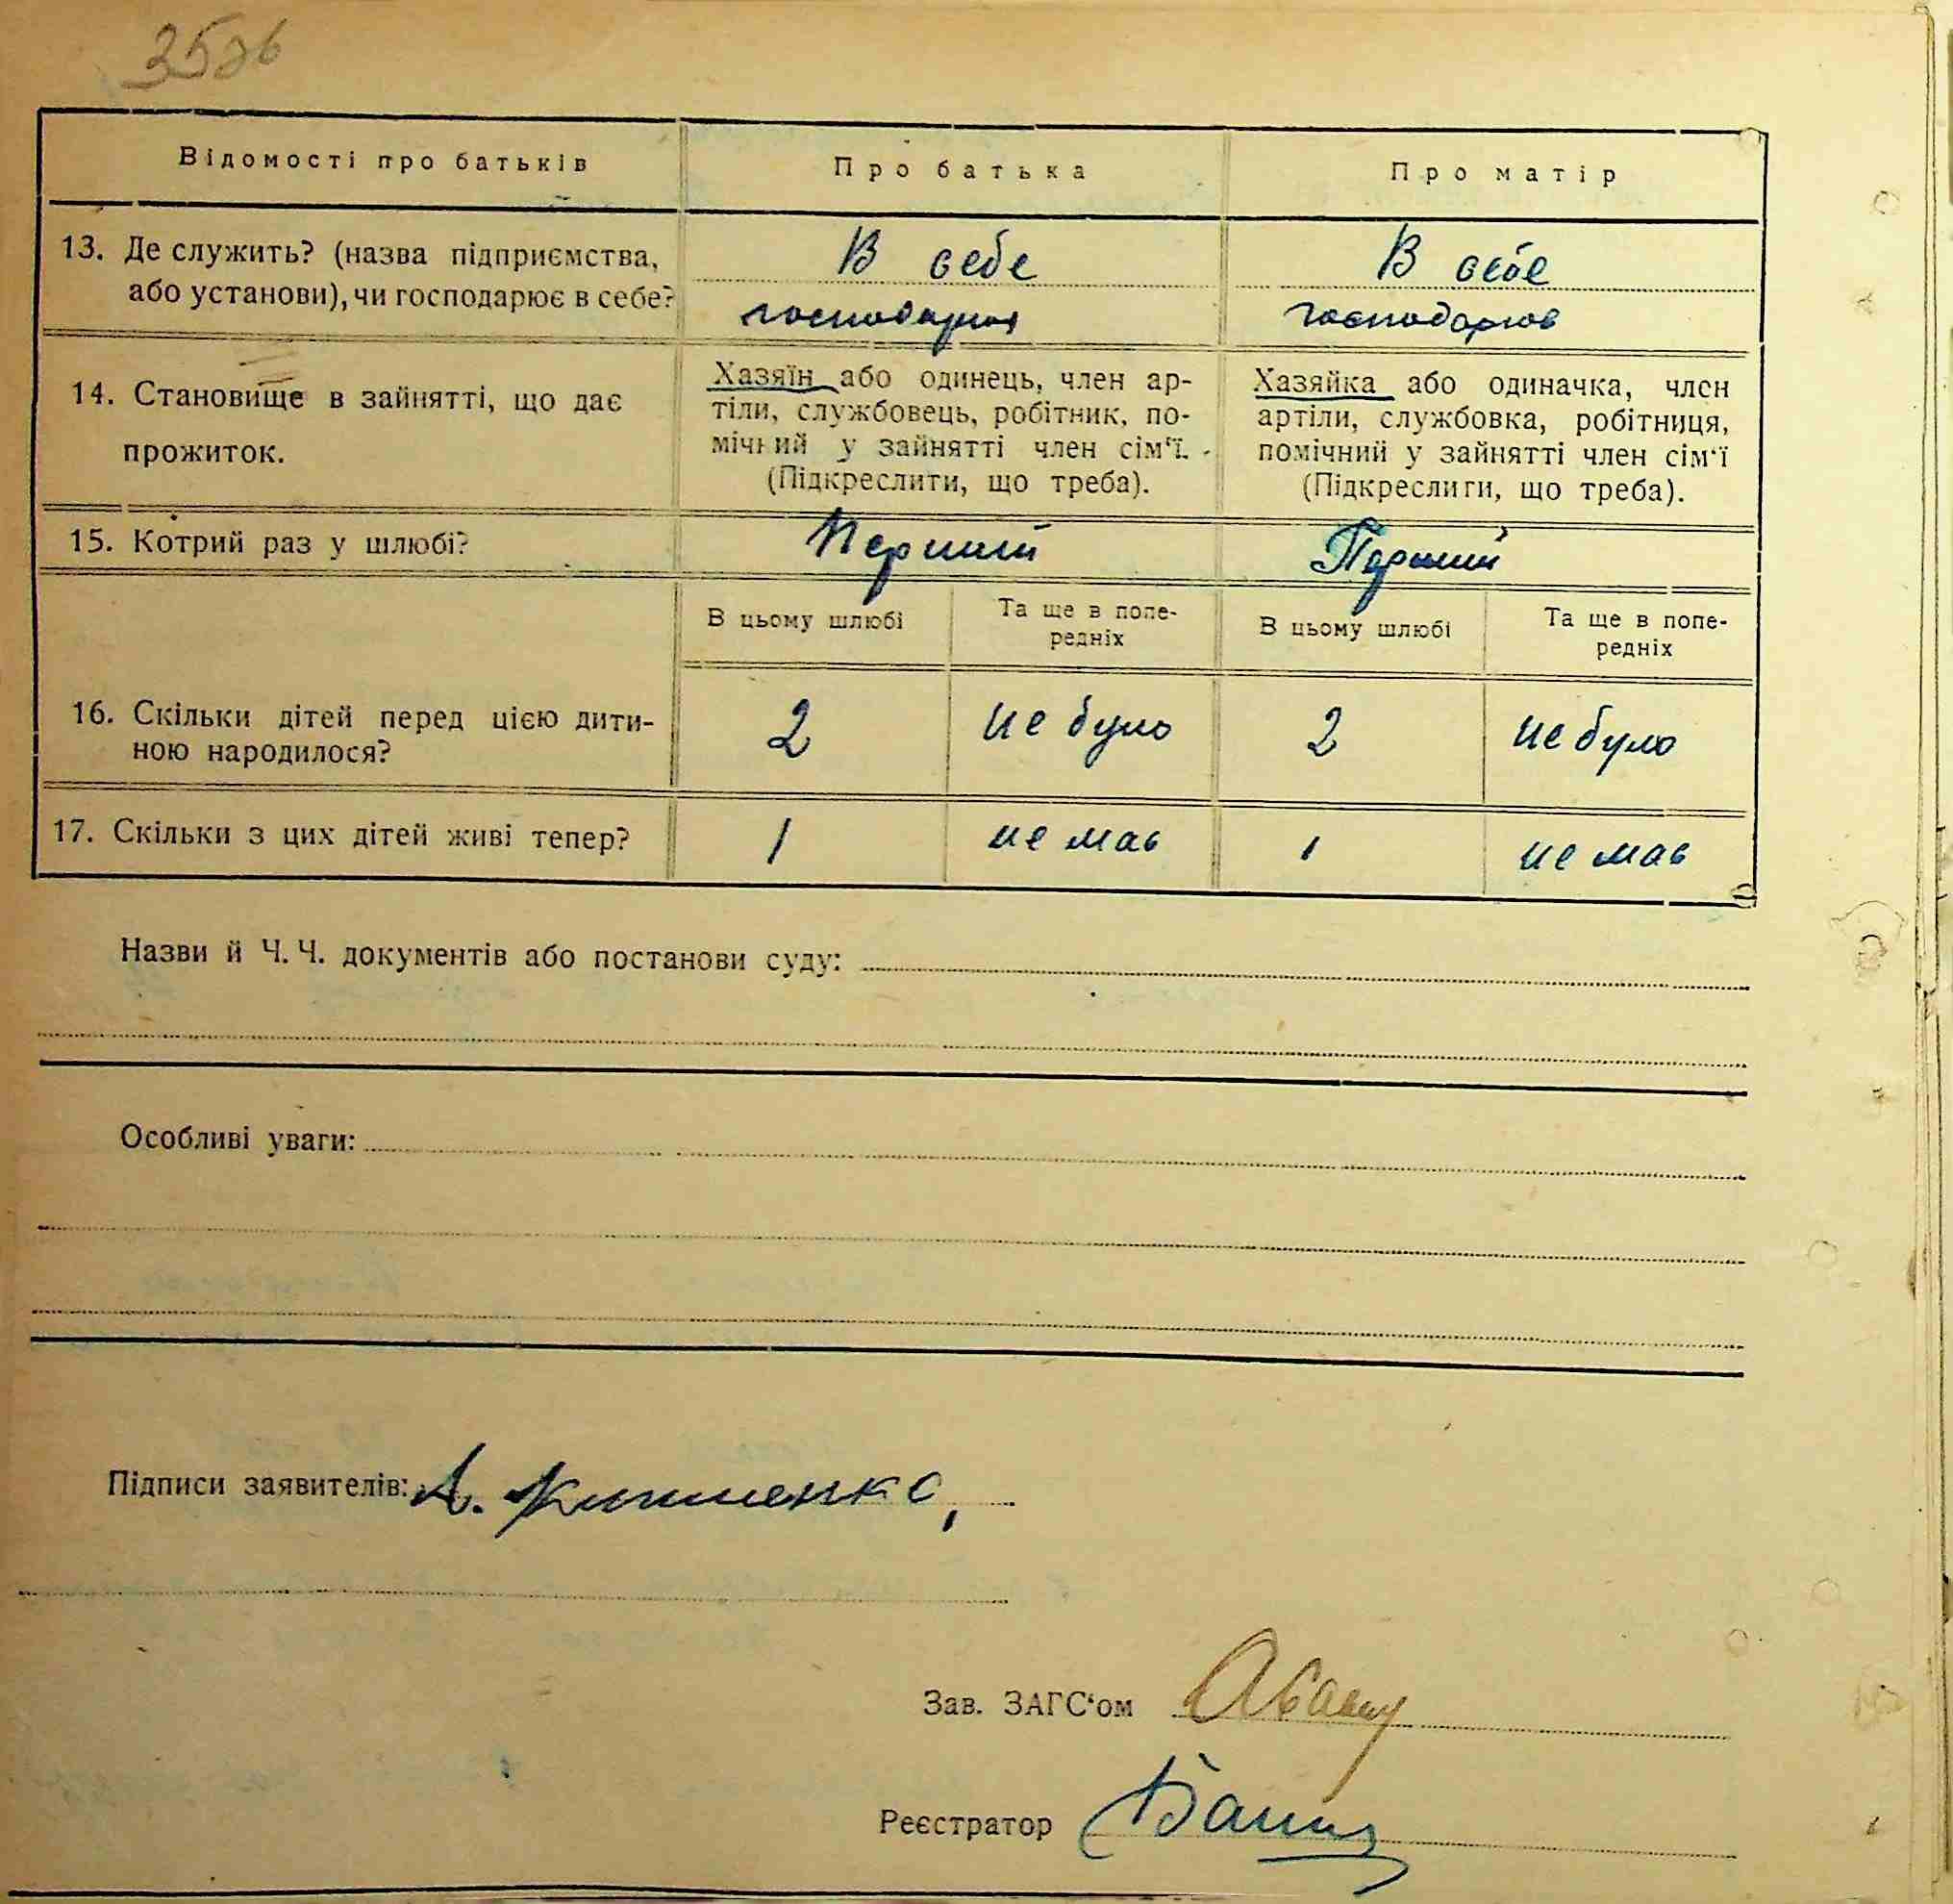 35 зв
Відомості про батьків
Про батька
Про матір
13. Де служить? (назва підприємства,
або установи), чи господарює в себе?
В себе
господарює
В себе
господарює
14. Становище в зайнятті, що дає
прожиток.
Хазяїн або одинець, член ар-
тіли, службовець, робітник, по-
мічний у зайнятті член сім‘ї.
(Підкреслити, що треба).
Хазяйка або одиначка, член
артіли, службовка, робітниця,
помічний у зайнятті член сім‘ї
(Підкреслити, що треба).
15. Котрий раз у шлюбі?
Перший
Перший
В цьому шлюбі
Та ще в попе-
редніх
В цьому шлюбі
Та ще в попе-
редніх
16. Скільки дітей перед цією дити-
ною народилося?
2
не було
2
не було
17. Скільки з цих дітей живі тепер?
1
не має
1
не має
Назви й Ч. Ч. документів або постанови суду:
Особливі уваги:
Підписи заявителів:
Зав. ЗАГС‘ом
Реєстратор